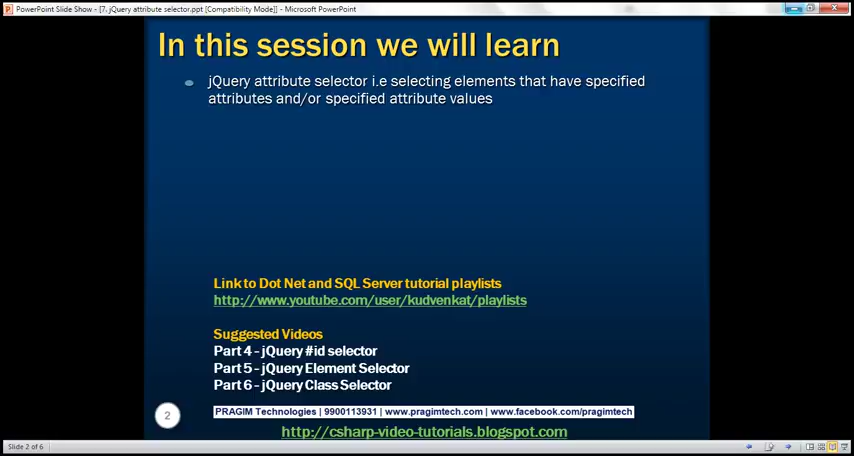 PowerPoint Slide Show - [7. jQuery attribute selector.ppt [Compatibility Mode]] - Microsoft PowerPoint
In this session we will learn
jQuery attribute selector i.e selecting elements that have specified
attributes and/or specified attribute values
Link to Dot Net and SQL Server tutorial playlists
http://www.youtube.com/user/kudvenkat/playlists
Suggested Videos
Part 4 - jQuery #id selector
Part 5 - jQuery Element Selector
Part 6 - jQuery Class Selector
2
PRAGIM Technologies | 9900113931 | www.pragimtech.com | www.facebook.com/pragimtech
http://csharp-video-tutorials.blogspot.com
Slide 2 of 6